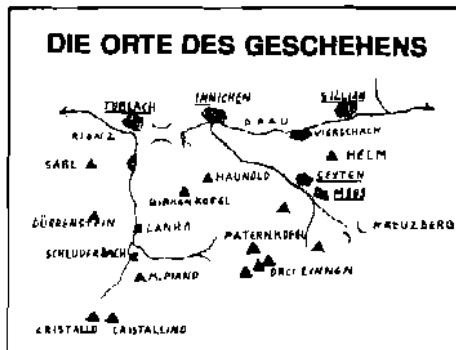 DIE ORTE DES GESCHEHENS
TOBLACH
INNICHEN
SILLIAN
DRAU
RIENZ
VIERSCHACH
SARL
HELM
HAUNOLD
SEXTEN
MOOS
BIRKENKOFEL
DÜRRENSTEIN
LANRO
KREUZBERG
PATERNKOFEL
SCHLUDERBACH
DREI ZINNEN
M.PIANO
CRISTALLO
CRISTALLINO